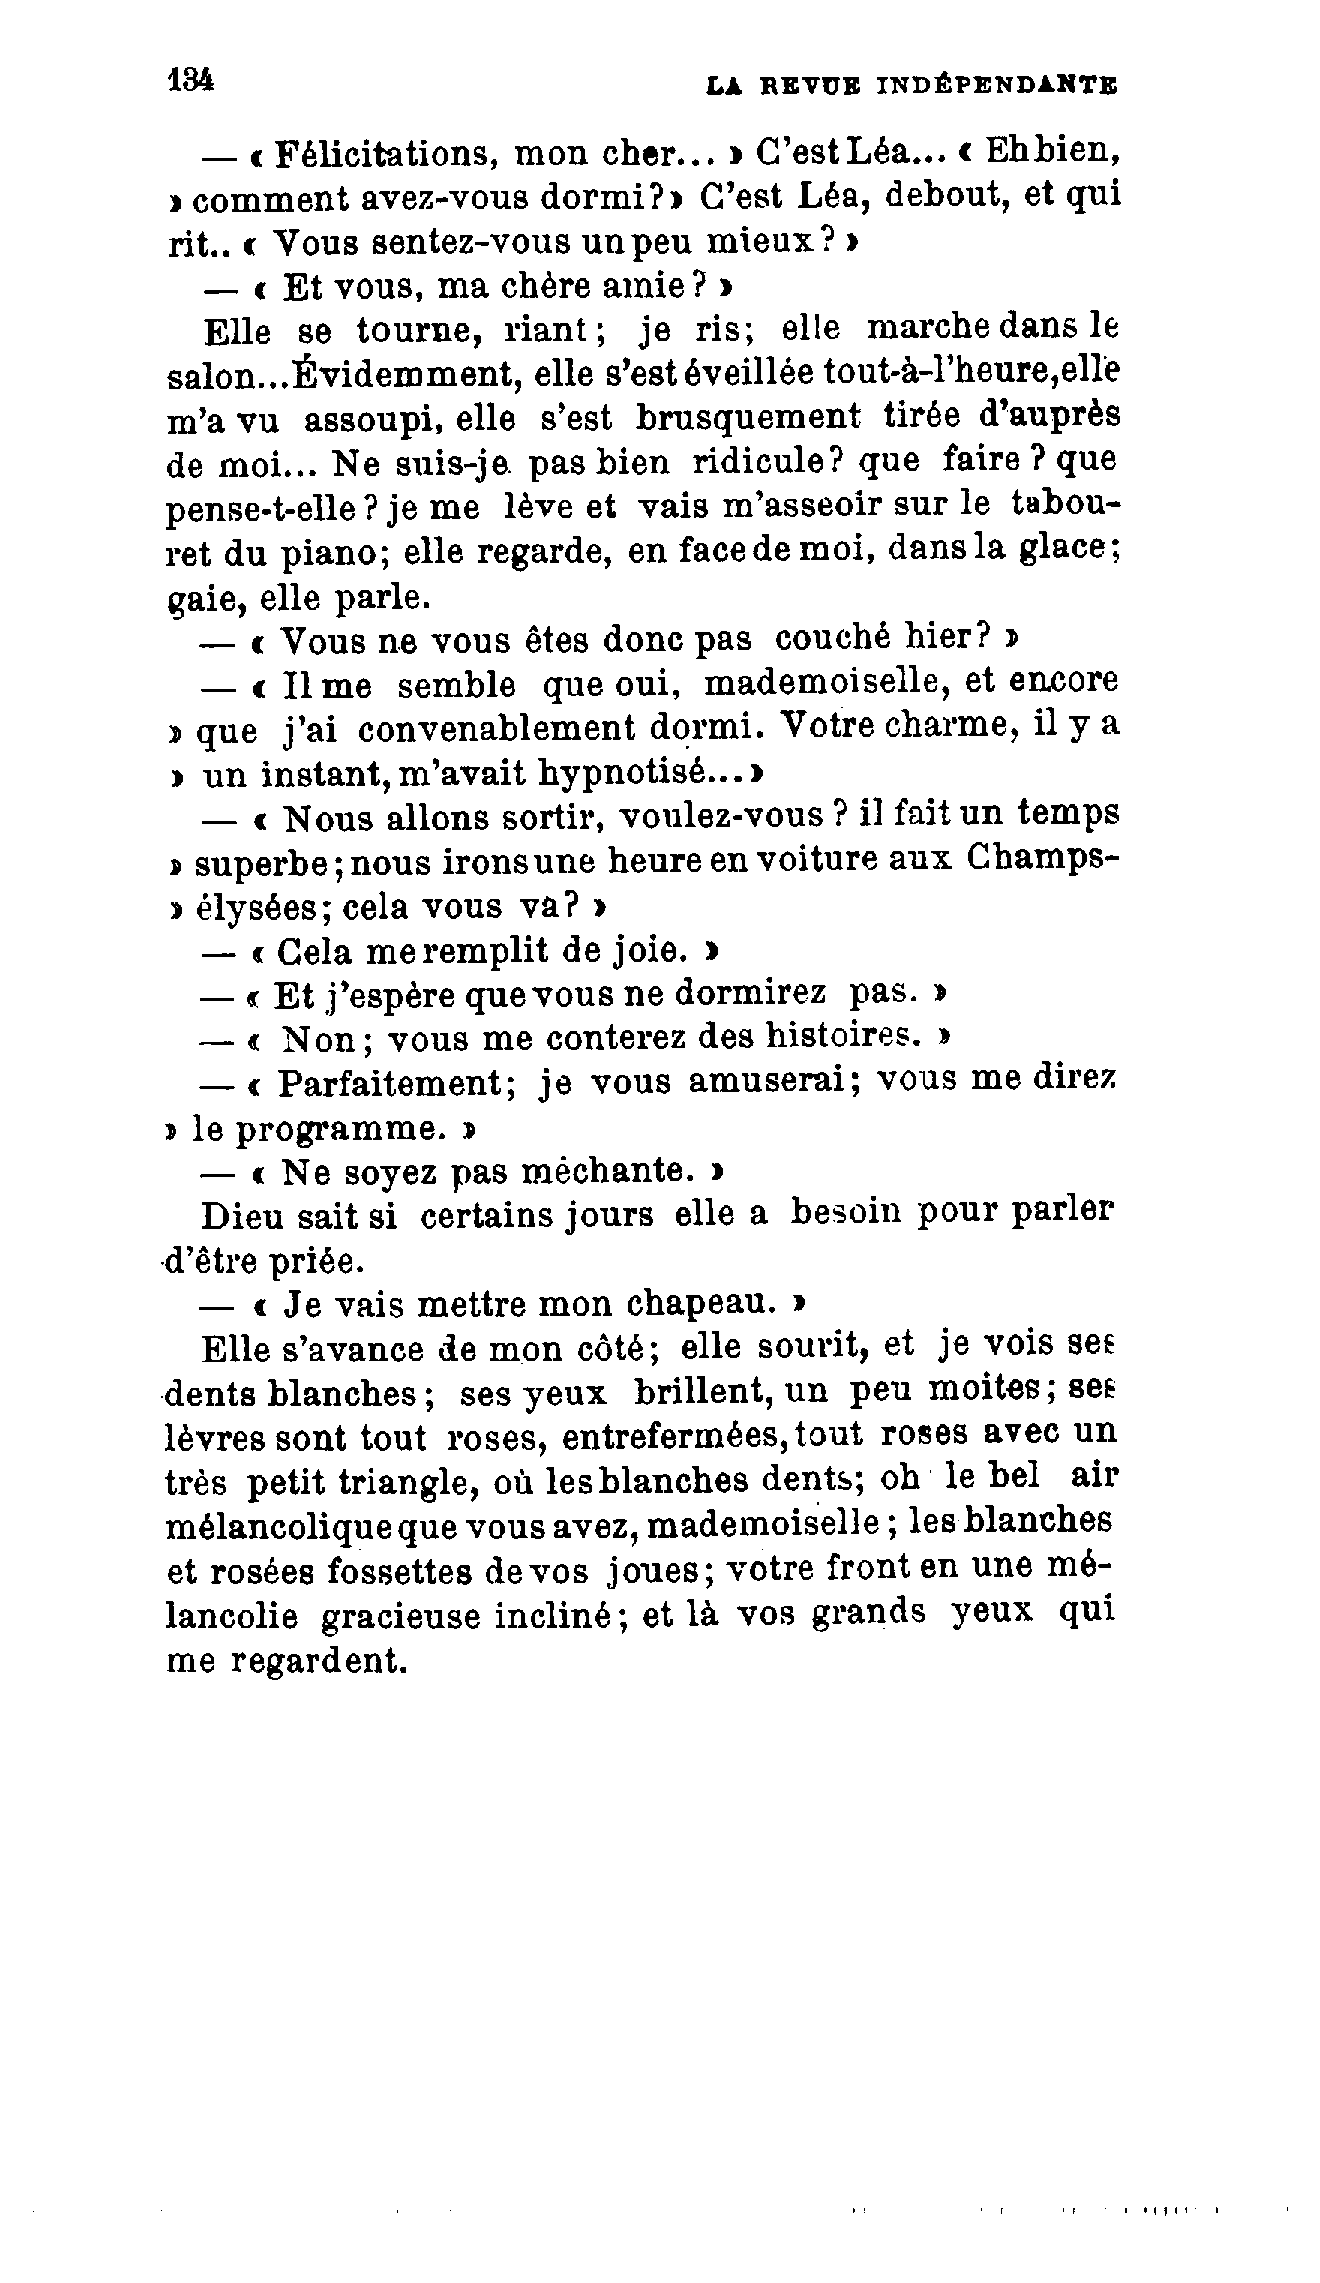 134
LA REVUE INDÉPENDANTE
— « Félicitations, mon cher... » C'est Léa... « Eh bien,
» comment avez-vous dormi? » C'est Léa, debout, et qui
rit.. « Vous sentez-vous un peu mieux? »
— « Et vous, ma chère amie? »
Elle se tourne, riant; je ris; elle marche dans le
salon...Évidemment, elle s'est éveillée tout-à-l'heure,elle
m'a vu assoupi, elle s'est brusquement tirée d'auprès
de moi... Ne suis-je pas bien ridicule? que faire? que
pense-t-elle? je me lève et vais m'asseoir sur le tabou-
ret du piano; elle regarde, en face de moi, dans la glace;
gaie, elle parle.
— « Vous ne vous êtes donc pas couché hier? »
— « Il me semble que oui, mademoiselle, et encore
» que j'ai convenablement dormi. Votre charme, il y a
» un instant, m'avait hypnotisé... »
— « Nous allons sortir, voulez-vous? il fait un temps
» superbe; nous irons une heure en voiture aux Champs-
» élysées; cela vous va? »
— « Cela me remplit de joie. »
— « Et j'espère que vous ne dormirez pas. »
— « Non; vous me conterez des histoires. »
— « Parfaitement; je vous amuserai; vous me direz
» le programme. »
— « Ne soyez pas méchante. »
Dieu sait si certains jours elle a besoin pour parler
d'être priée.
— « Je vais mettre mon chapeau. »
Elle s'avance de mon côté; elle sourit, et je vois ses
dents blanches; ses yeux brillent, un peu moites; ses
lèvres sont tout roses, entrefermées, tout roses avec un
très petit triangle, où les blanches dents; oh le bel air
mélancolique que vous avez, mademoiselle; les blanches
et rosées fossettes de vos joues; votre front en une mé-
lancolie gracieuse incliné; et là vos grands yeux qui
me regardent.